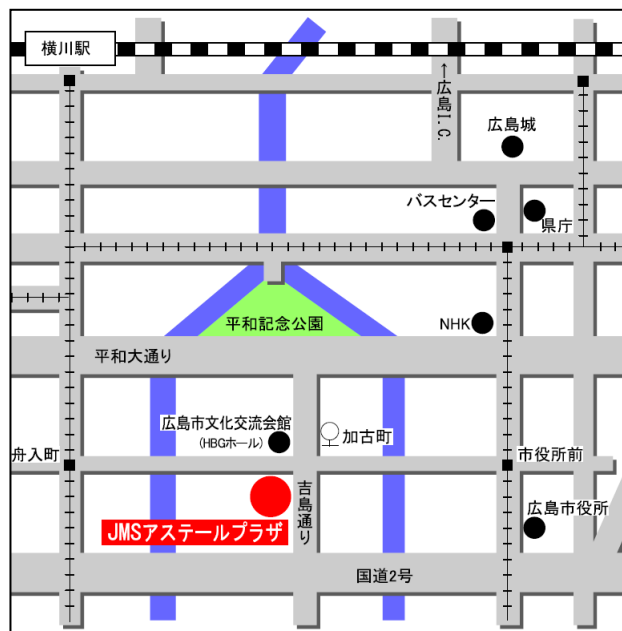 横川駅
←広島I.C.
広島城
バスセンター
県庁
平和記念公園
NHK
平和大通り
広島市文化交流会館
(HBGホール)
加古町
舟入町
市役所前
吉島通り
JMSアステールプラザ
広島市役所
国道2号